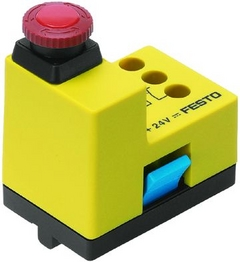 + 24V ⎓ FESTO